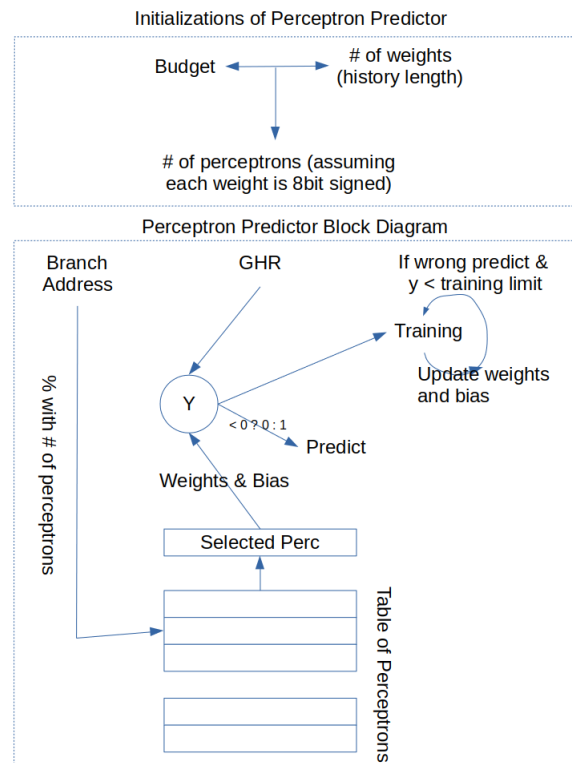 Initializations of Perceptron Predictor
Budget
# of weights
(history length)
# of perceptrons (assuming
each weight is 8bit signed)
Perceptron Predictor Block Diagram
Branch
Address
GHR
If wrong predict &
y < training limit
Training
Update weights
and bias
% with # of perceptrons
Y
< 0 ? 0 : 1
Predict
Weights & Bias
Selected Perc
Table of Perceptrons